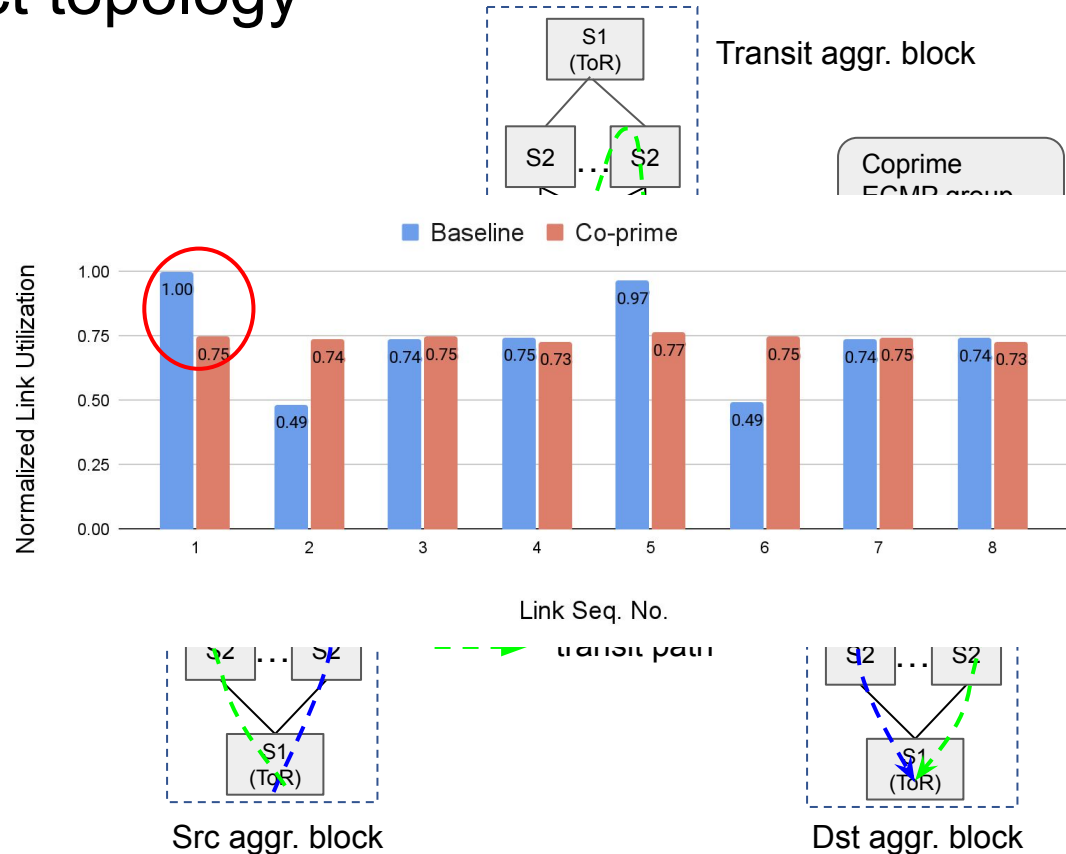 ct topology
S1
(ToR)
Transit aggr. block
S2
...
S2
Coprime
ECMP group
Baseline
Co-prime
Normalized Link Utilization
1.00
0.75
0.50
0.25
0.00
1.00
0.75
0.49
0.74
0.74
0.75
0.75
0.73
0.97
0.77
0.49
0.75
0.74
0.75
0.74
0.73
1
2
3
4
5
6
7
8
Link Seq. No.
S2
...
S2
transit path
S2
...
S2
S1
(ToR)
S1
(ToR)
Src aggr. block
Dst aggr. block